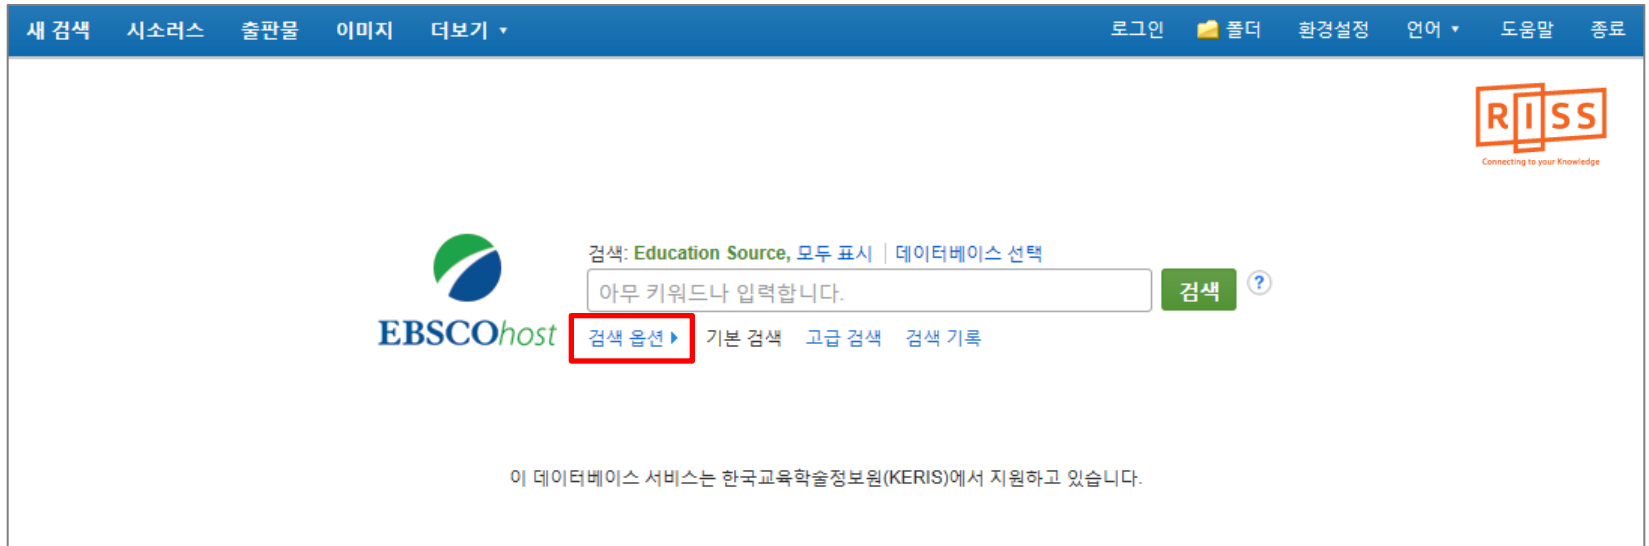 새 검색 시소러스 출판물 이미지 더보기 로그인 폴더 환경설정 언어 도움말 종료
RISS
Connecting to your Knowledge
검색: Education Source, 모두 표시 데이터베이스 선택
아무 키워드나 입력합니다. 검색 ?
EBSCOhost 검색 옵션 기본 검색 고급 검색 검색 기록
이 데이터베이스 서비스는 한국교육학술정보원(KERIS)에서 지원하고 있습니다.